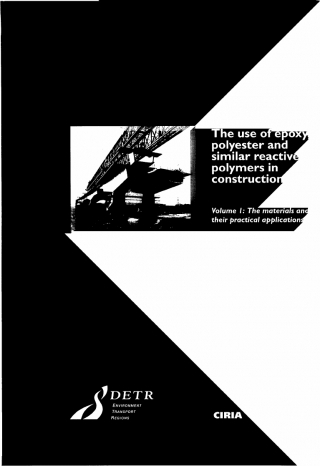 The use of epoxy
polyester and
similar reactive
polymers in
construction
Volume 1: The materials and
their practical applications
DETR
ENVIRONMENT
TRANSPORT
REGIONS
CIRIA